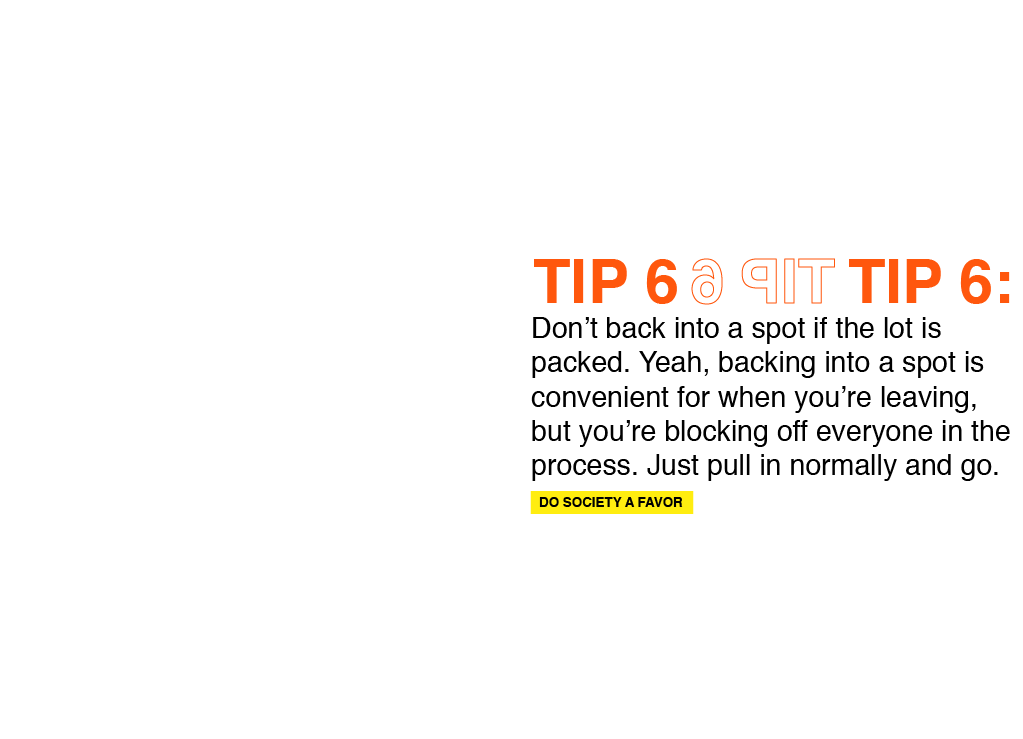 TIP 6 TIP 6 TIP 6:
Don’t back into a spot if the lot is
packed. Yeah, backing into a spot is
convenient for when you’re leaving,
but you’re blocking off everyone in the
process. Just pull in normally and go.
DO SOCIETY A FAVOR